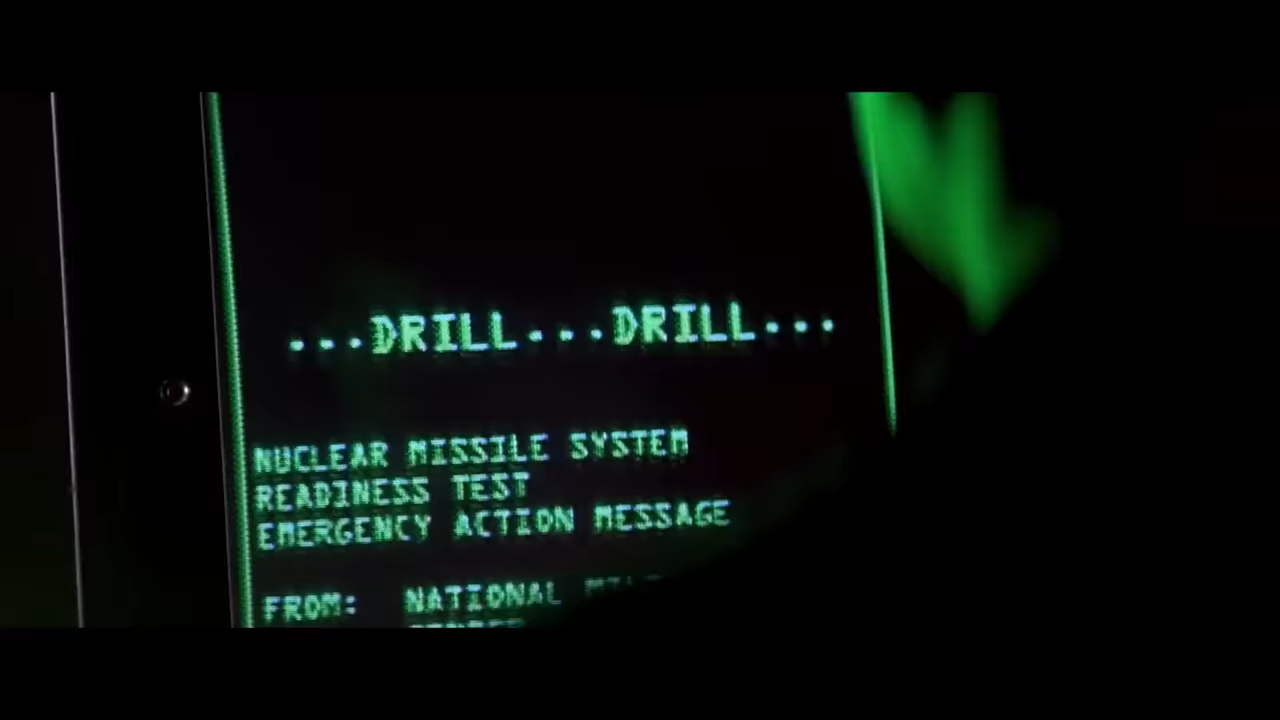 ...DRILL...DRILL...
NUCLEAR MISSILE SYSTEM
READINESS TEST
EMERGENCY ACTION MESSAGE
FROM: NATIONAL